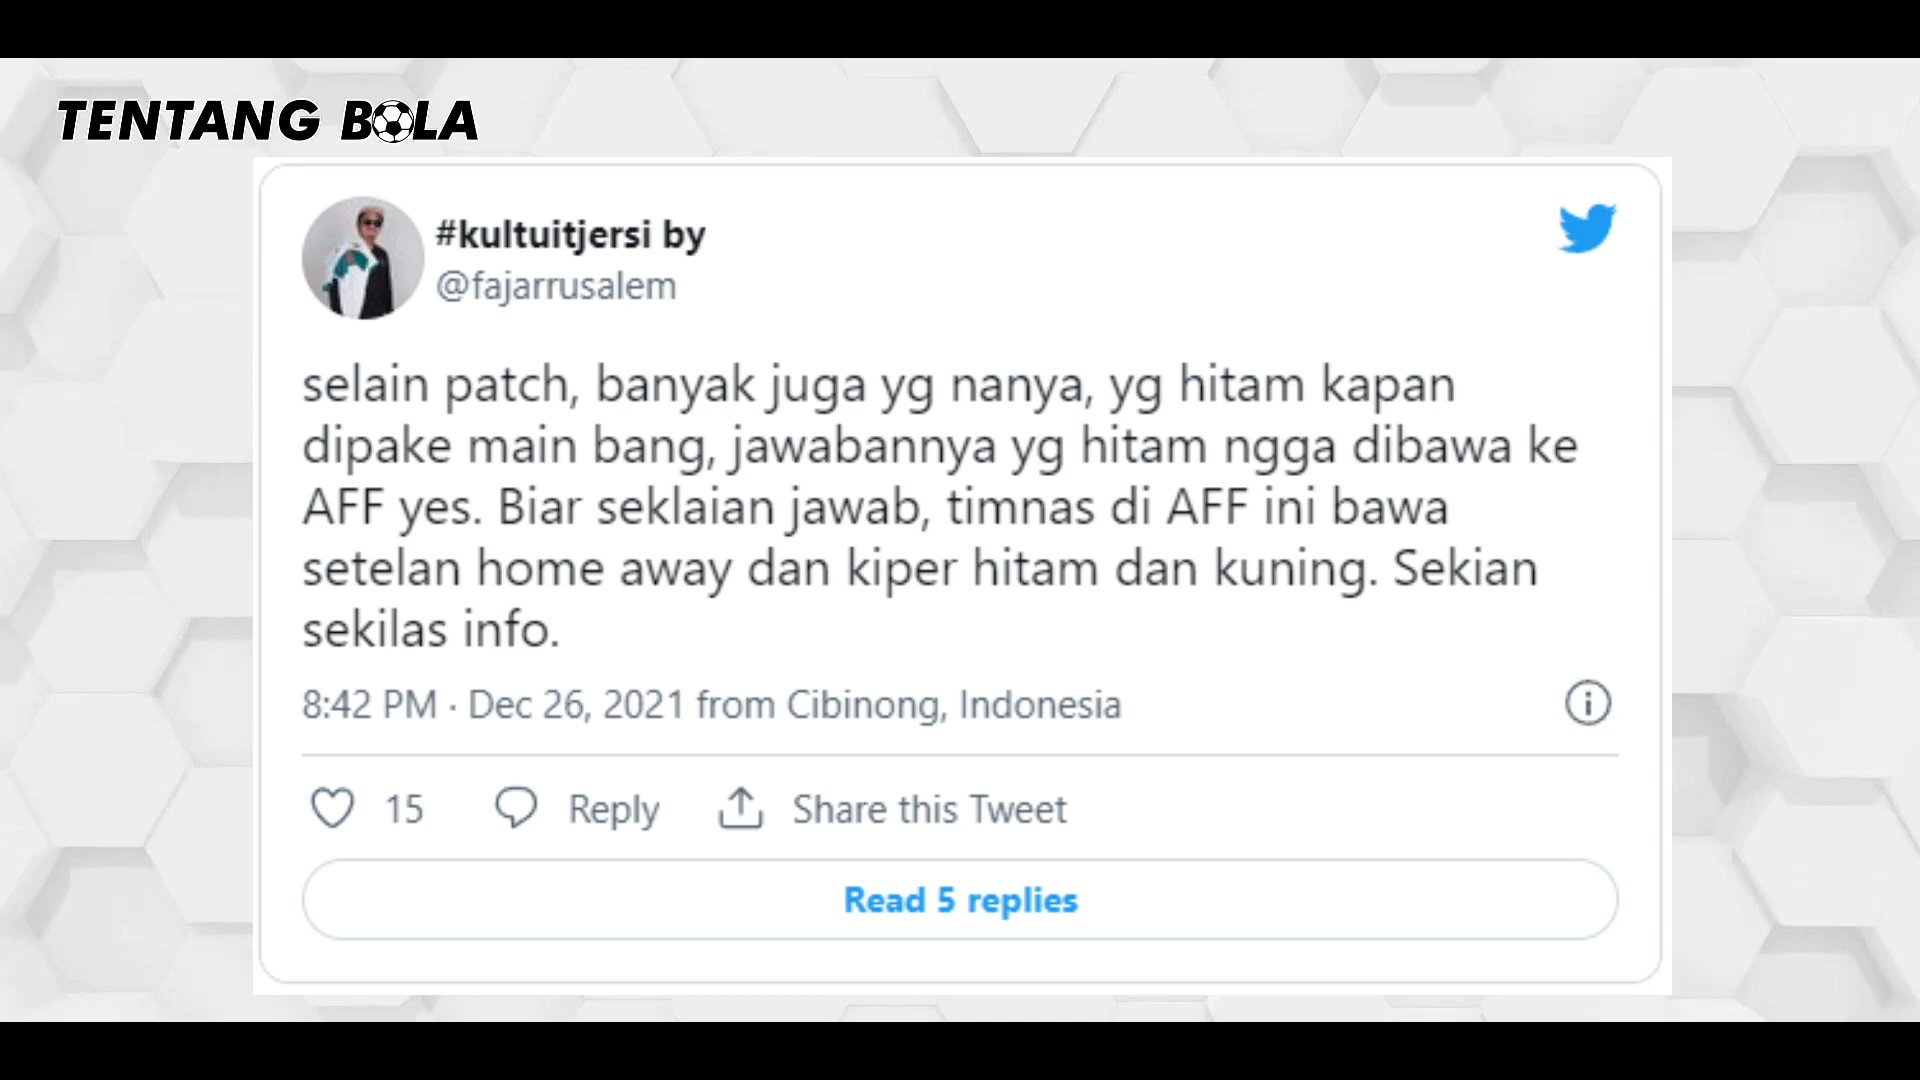 TENTANG BOLA
#kultuitjersi by
@fajarrusalem
selain patch, banyak juga yg nanya, yg hitam kapan
dipake main bang, jawabannya yg hitam ngga dibawa ke
AFF yes. Biar seklaian jawab, timnas di AFF ini bawa
setelan home away dan kiper hitam dan kuning. Sekian
sekilas info.
8:42 PM · Dec 26, 2021 from Cibinong, Indonesia
15 Reply Share this Tweet
Read 5 replies